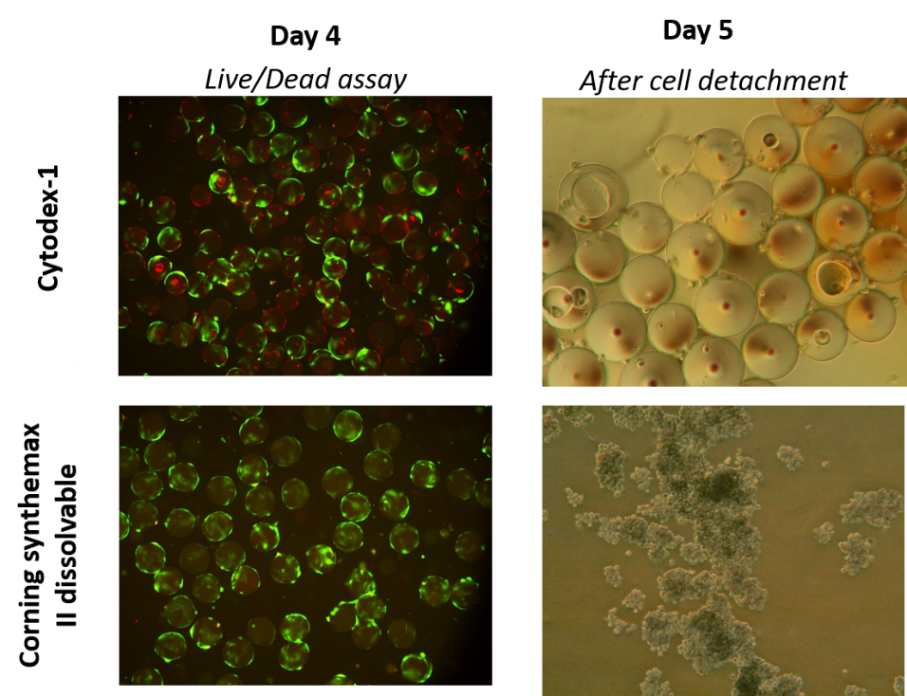 Day 4
Day 5
Live/Dead assay
After cell detachment
Cytodex-1
Corning synthemax
II dissolvable